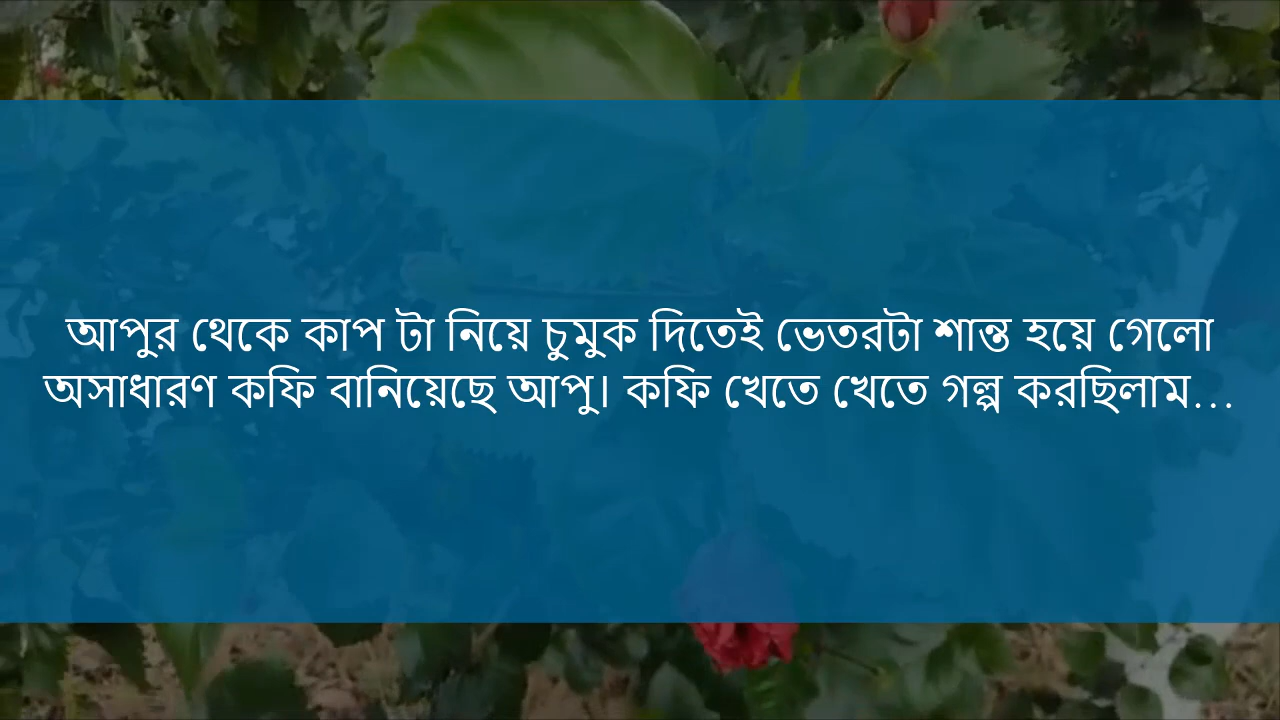 আপুর থেকে কাপ টা নিয়ে চুমুক দিতেই ভেতরটা শান্ত হয়ে গেলো
অসাধারণ কফি বানিয়েছে আপু। কফি খেতে খেতে গল্প করছিলাম...